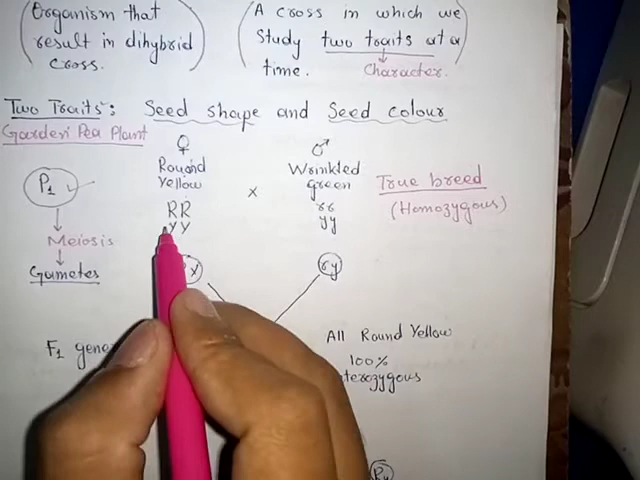 Organism that
result in dihybrid
cross.
A cross in which we
study two traits at a
time. Character.
Two Traits: Seed shape and Seed colour
Garden Pea Plant
♀ ♂
Round
Yellow
x
Wrinkled
green
True breed
(Homozygous)
P1
RR
YY
rr
yy
Meiosis
Gametes
ry
F1
All Round Yellow
100%